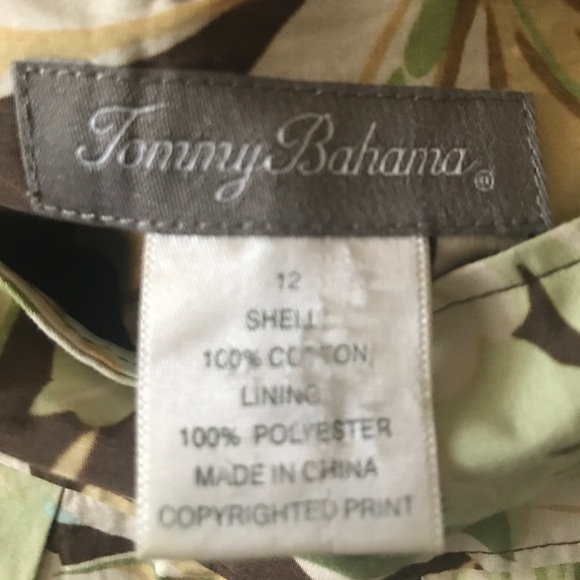 Tommy Bahama®
12
SHELL
100% COTTON
LINING
100% POLYESTER
MADE IN CHINA
COPYRIGHTED PRINT